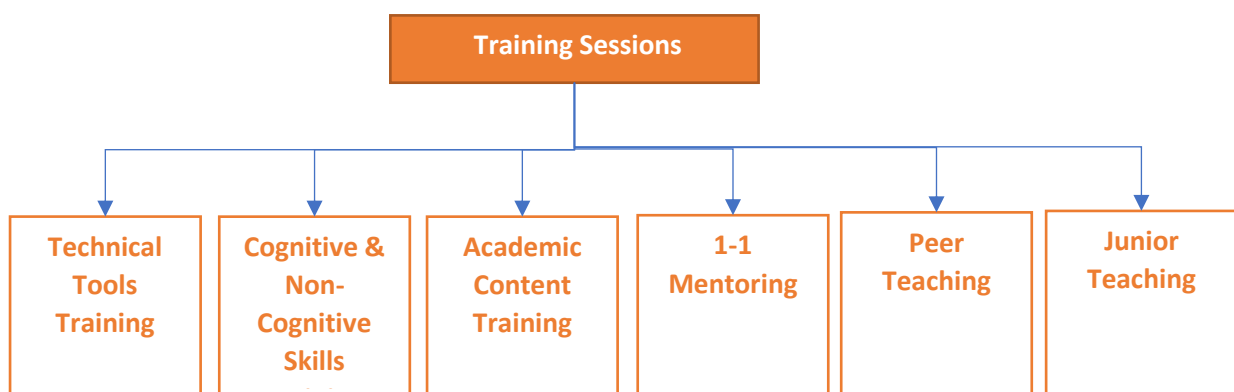 Training Sessions
Technical
Tools
Training
Cognitive &
Non-
Cognitive
Skills
Academic
Content
Training
1-1
Mentoring
Peer
Teaching
Junior
Teaching